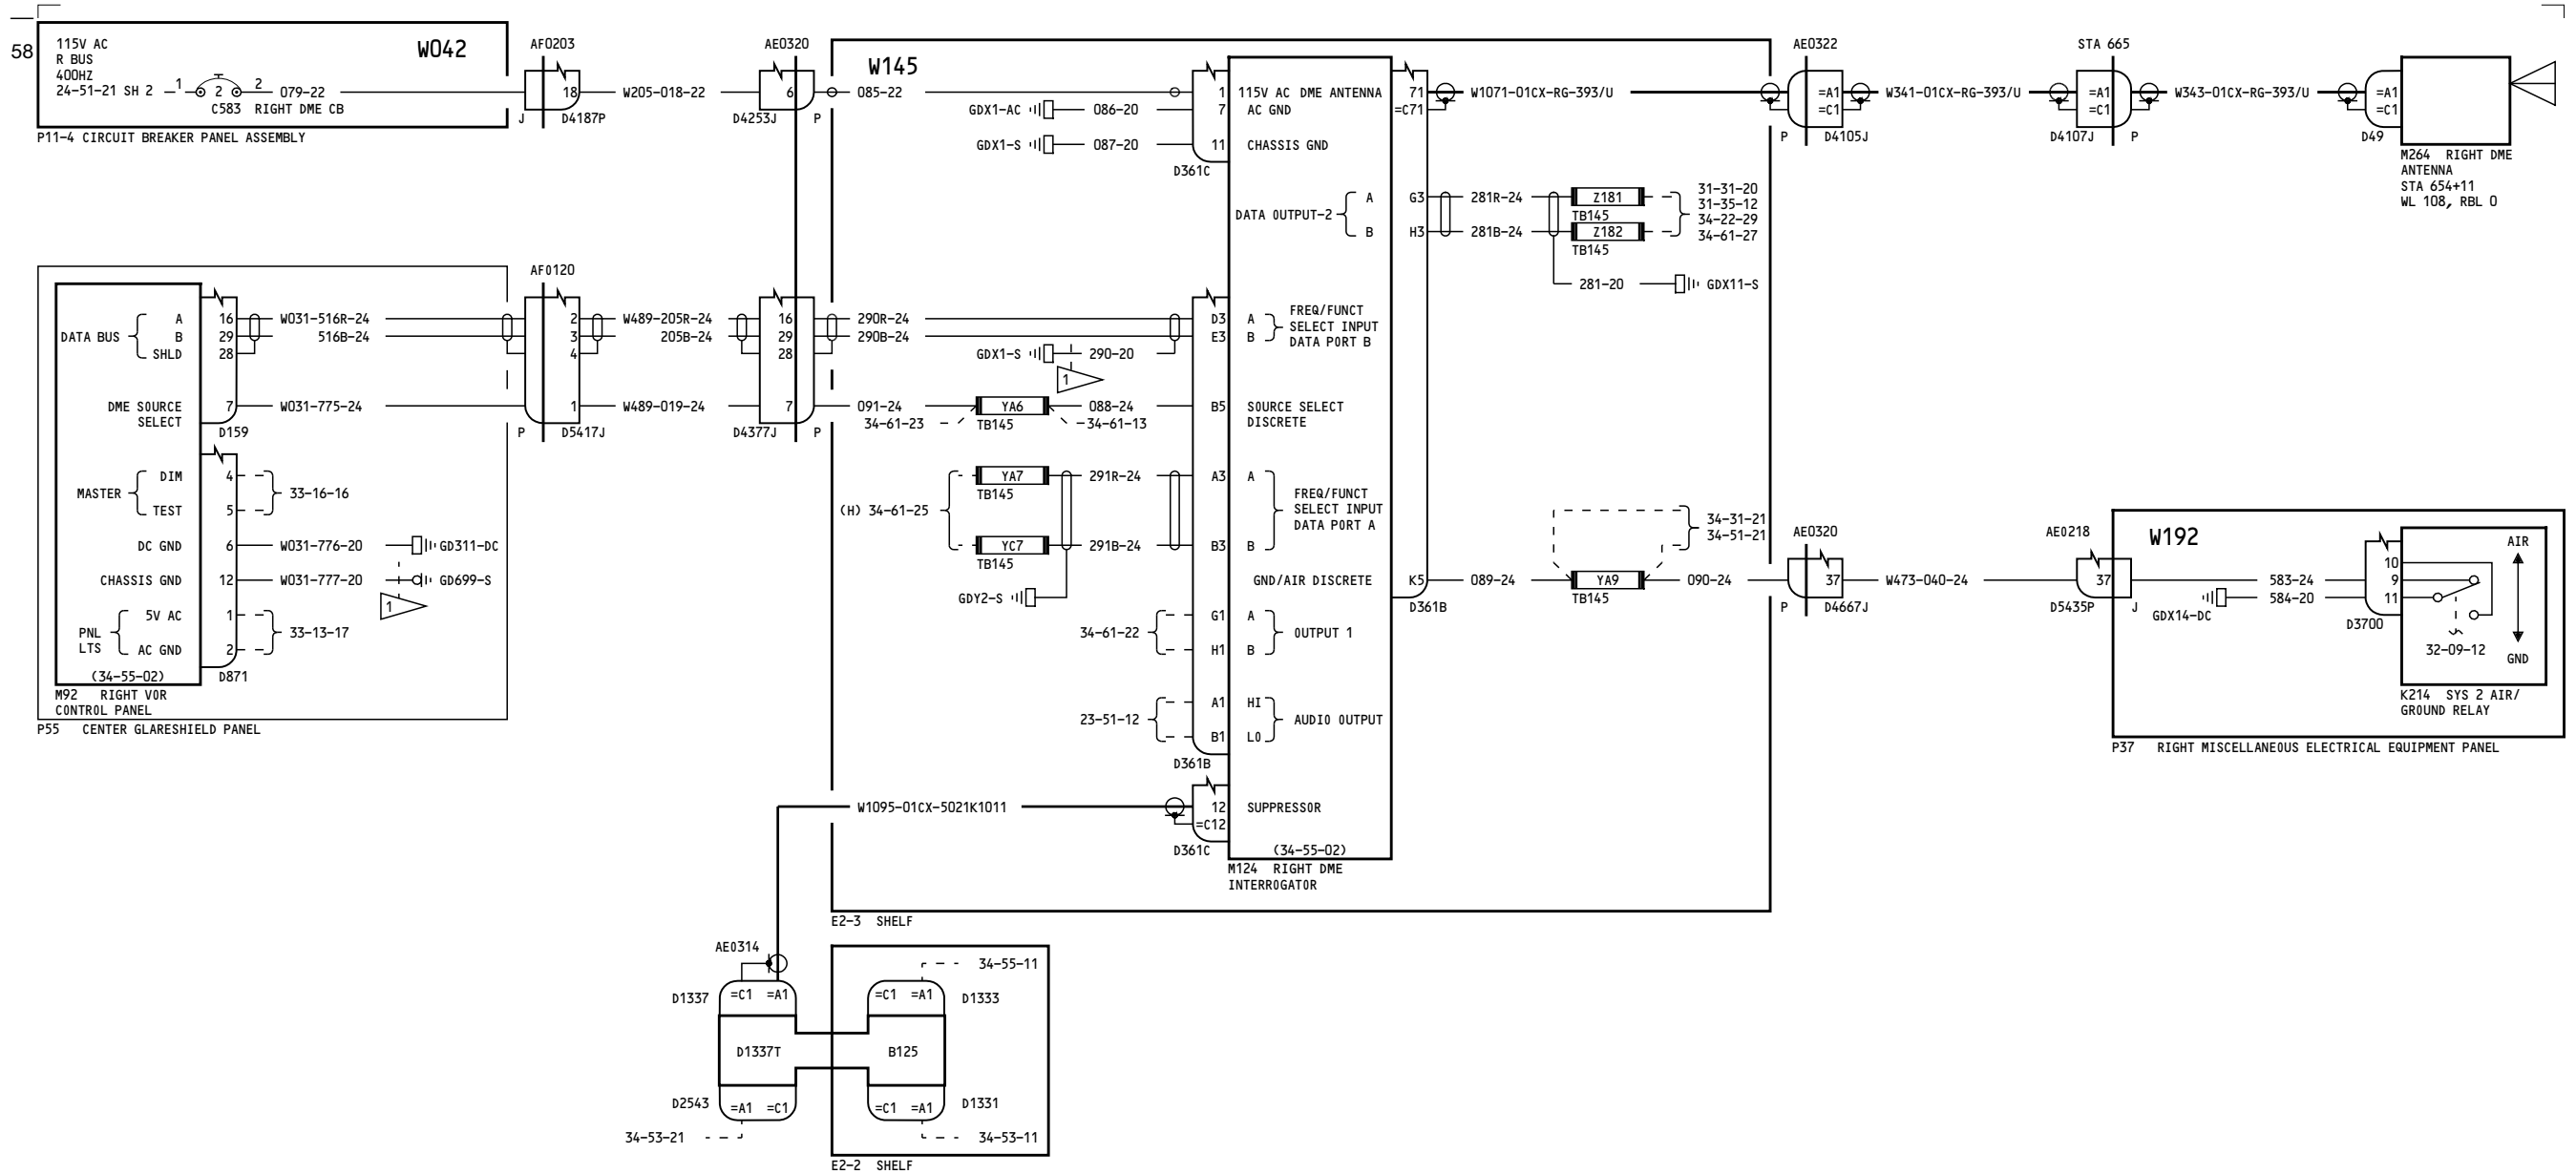 58
115V AC
R BUS
400HZ
24-51-21 SH 2
1
2
2
C583 RIGHT DME CB
079-22
W042
P11-4 CIRCUIT BREAKER PANEL ASSEMBLY
AF0203
18
J
D4187P
W205-018-22
AE0320
6
D4253J
P
W145
085-22
GDX1-AC
086-20
GDX1-S
087-20
1
7
11
D361C
115V AC DME ANTENNA
AC GND
CHASSIS GND
71
=C71
W1071-01CX-RG-393/U
AE0322
=A1
=C1
P
D4105J
W341-01CX-RG-393/U
STA 665
=A1
=C1
D4107J
P
W343-01CX-RG-393/U
=A1
=C1
D49
M264 RIGHT DME
ANTENNA
STA 654+11
WL 108, RBL 0
DATA OUTPUT-2
A
B
G3
H3
281R-24
281B-24
Z181
TB145
Z182
TB145
31-31-20
31-35-12
34-22-29
34-61-27
281-20
GDX11-S
DATA BUS
A
B
SHLD
16
29
28
W031-516R-24
516B-24
DME SOURCE
SELECT
7
W031-775-24
D159
AF0120
2
3
4
1
P
D5417J
W489-205R-24
205B-24
W489-019-24
16
29
28
7
D4377J
P
290R-24
290B-24
GDX1-S
290-20
1
D3
E3
A
B
FREQ/FUNCT
SELECT INPUT
DATA PORT B
091-24
34-61-23
YA6
TB145
088-24
34-61-13
B5
SOURCE SELECT
DISCRETE
MASTER
DIM
TEST
4
5
33-16-16
DC GND
6
W031-776-20
GD311-DC
CHASSIS GND
12
W031-777-20
GD699-S
1
PNL
LTS
5V AC
AC GND
1
2
33-13-17
(34-55-02)
D871
M92 RIGHT VOR
CONTROL PANEL
P55 CENTER GLARESHIELD PANEL
(H) 34-61-25
YA7
TB145
291R-24
YC7
TB145
291B-24
GDY2-S
A3
B3
A
B
FREQ/FUNCT
SELECT INPUT
DATA PORT A
GND/AIR DISCRETE
K5
D361B
089-24
YA9
TB145
090-24
34-31-21
34-51-21
AE0320
37
P
D4667J
W473-040-24
AE0218
37
D5435P
J
W192
583-24
584-20
GDX14-DC
10
9
11
D3700
32-09-12
AIR
GND
K214 SYS 2 AIR/
GROUND RELAY
P37 RIGHT MISCELLANEOUS ELECTRICAL EQUIPMENT PANEL
34-61-22
G1
H1
A
B
OUTPUT 1
23-51-12
A1
B1
HI
LO
AUDIO OUTPUT
D361B
W1095-01CX-5021K1011
12
=C12
SUPPRESSOR
D361C
(34-55-02)
M124 RIGHT DME
INTERROGATOR
E2-3 SHELF
AE0314
D1337
=C1 =A1
D1337T
D2543
=A1 =C1
34-53-21
34-55-11
=C1 =A1
D1333
B125
=C1 =A1
D1331
34-53-11
E2-2 SHELF